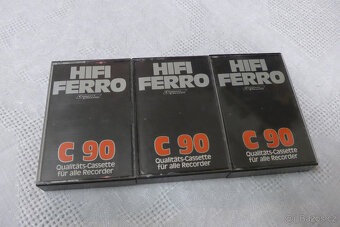 HIFI
FERRO
C 90
Qualitäts-Cassette
für alle Recorder
HIFI
FERRO
C 90
Qualitäts-Cassette
für alle Recorder
HIFI
FERRO
C 90
Qualitäts-Cassette
für alle Recorder